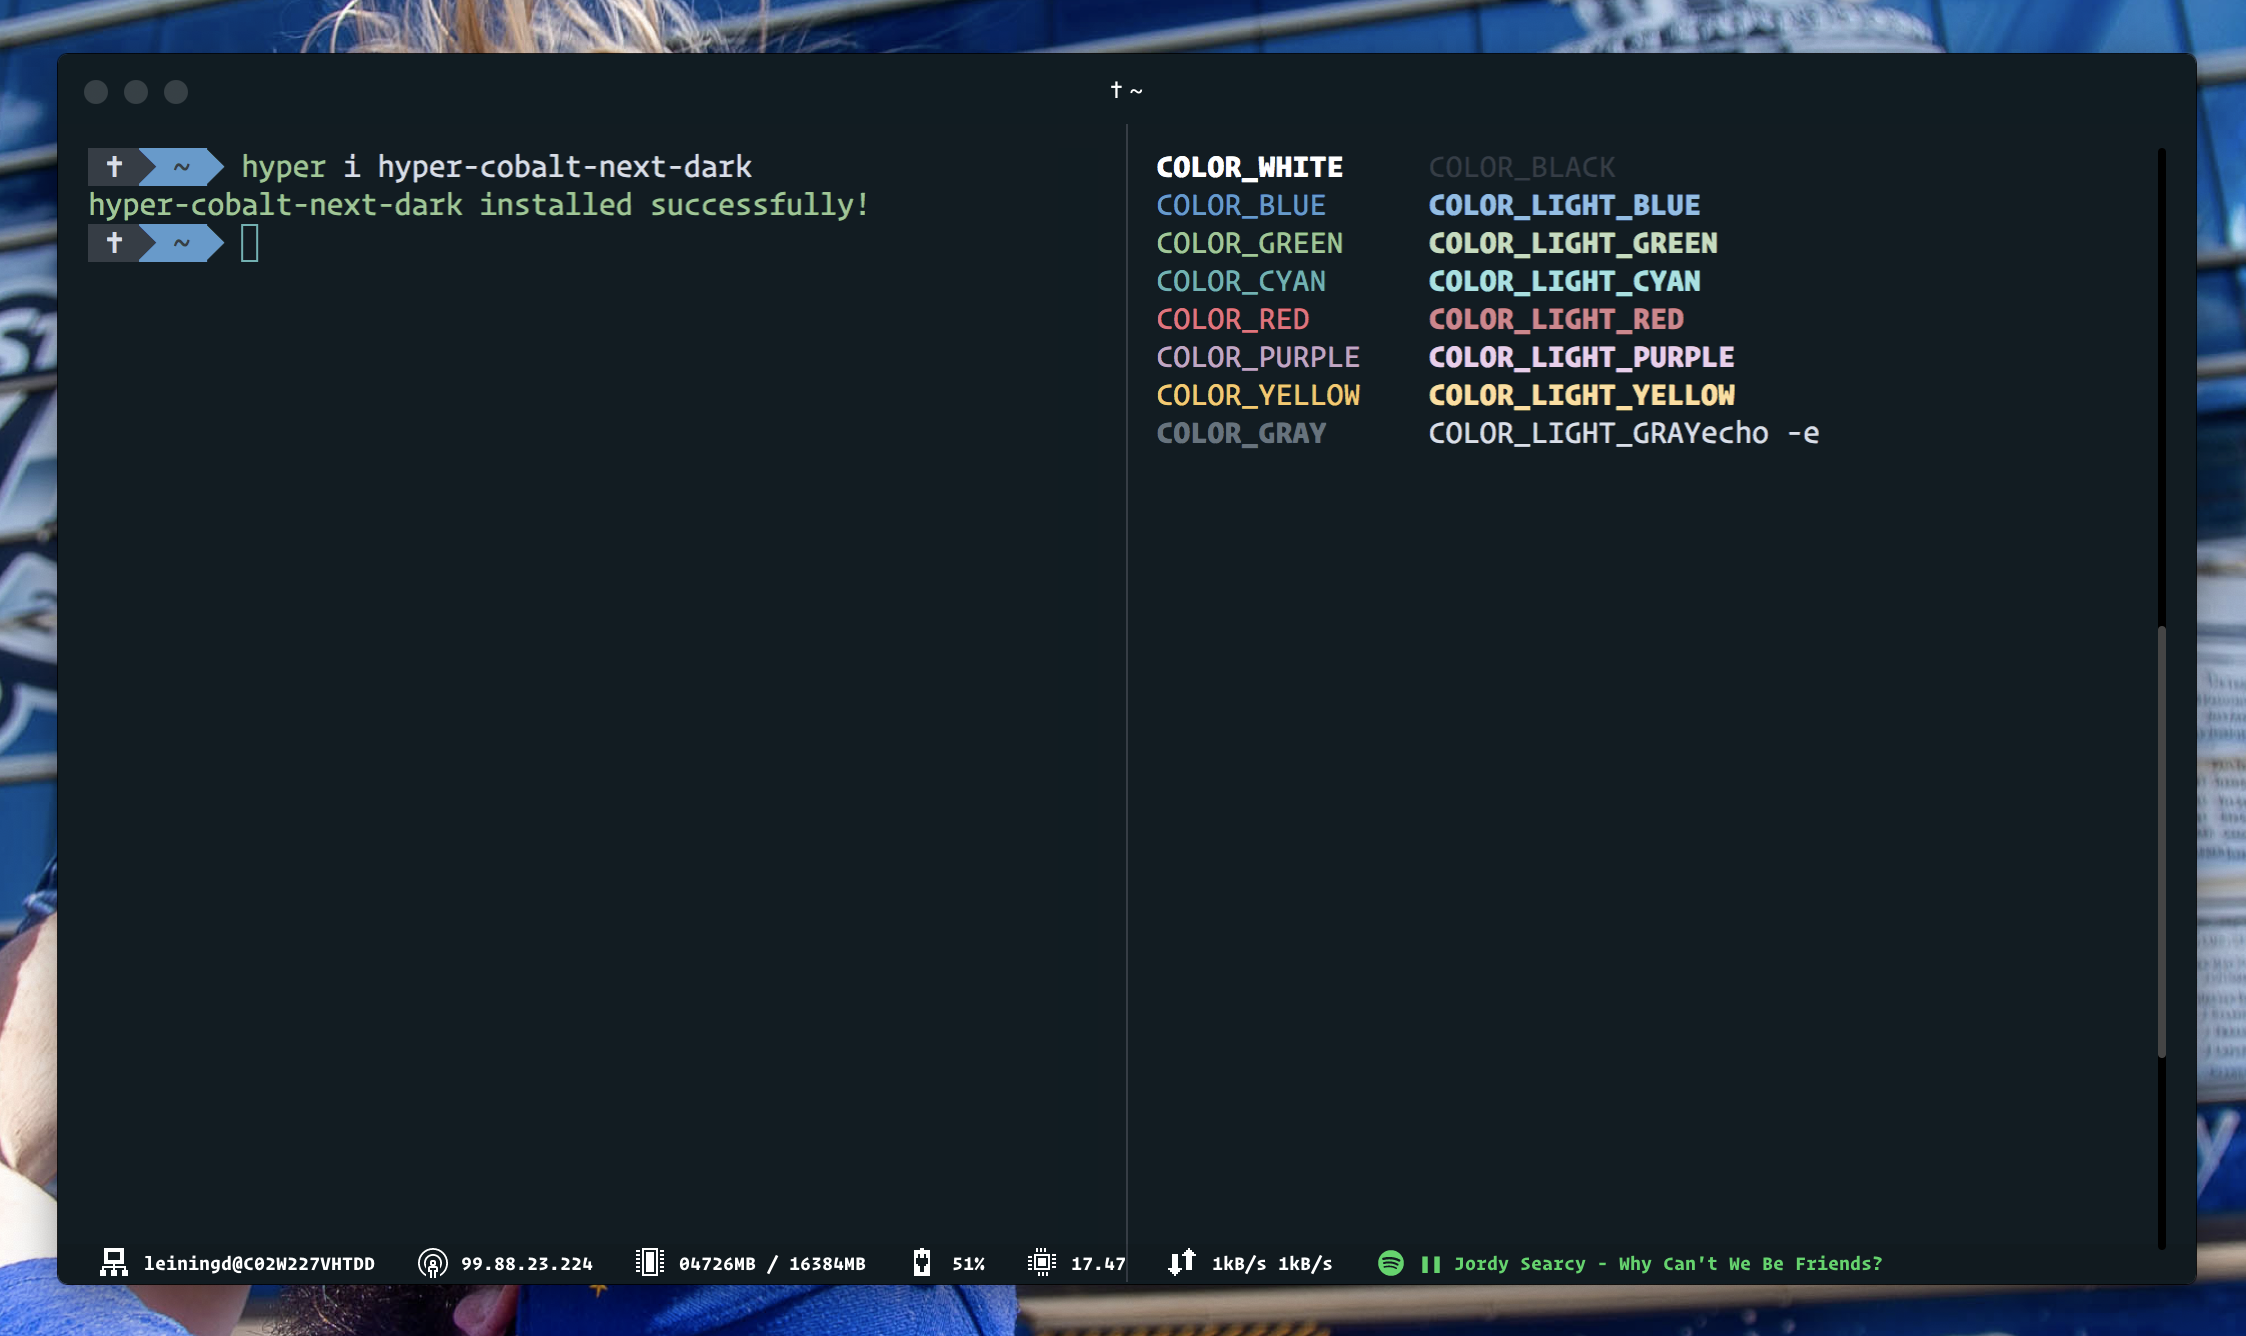 † ~
† ~ hyper i hyper-cobalt-next-dark
hyper-cobalt-next-dark installed successfully!
† ~
COLOR_WHITE COLOR_BLACK
COLOR_BLUE COLOR_LIGHT_BLUE
COLOR_GREEN COLOR_LIGHT_GREEN
COLOR_CYAN COLOR_LIGHT_CYAN
COLOR_RED COLOR_LIGHT_RED
COLOR_PURPLE COLOR_LIGHT_PURPLE
COLOR_YELLOW COLOR_LIGHT_YELLOW
COLOR_GRAY COLOR_LIGHT_GRAYecho -e
leiningd@C02W227VHTDD 99.88.23.224 04726MB / 16384MB 51% 17.47 1kB/s 1kB/s Jordy Searcy - Why Can't We Be Friends?